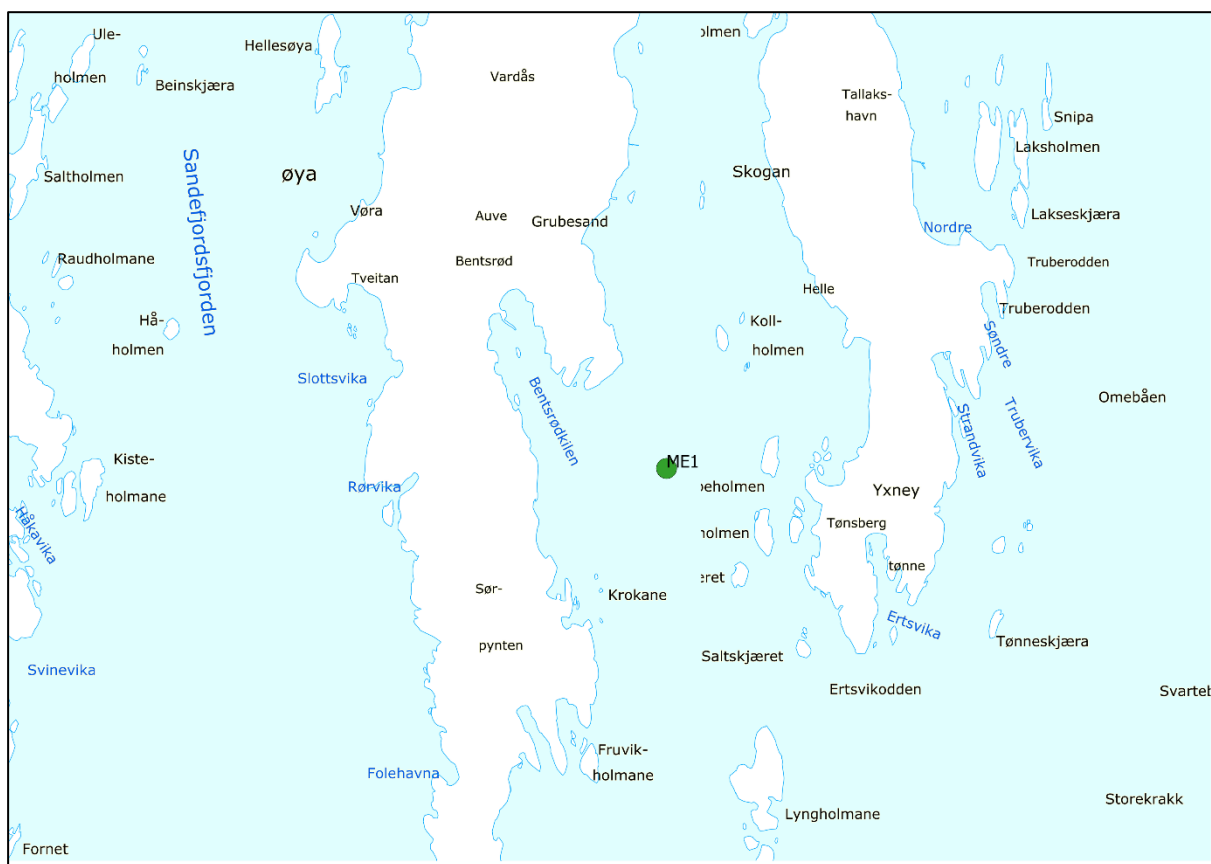 Ule-
holmen
Beinskjæra
Hellesøya
Vardås
olmen
Tallaks-
havn
Snipa
Laksholmen
Saltholmen
Sandefjordsfjorden
øya
Skogan
Vøra
Auve
Grubesand
Lakseskjæra
Nordre
Raudholmane
Bentsrød
Tveitan
Truberodden
Helle
Hå-
holmen
Koll-
holmen
Truberodden
Søndre
Slottsvika
Bentsrødkilen
Omebåen
Strandvika
Trubervika
Kiste-
holmane
ME1
Rørvika
beholmen
Yxney
Håkavika
holmen
Tønsberg
tønne
eret
Sør-
pynten
Krokane
Ertsvika
Tønneskjæra
Saltskjæret
Svinevika
Ertsvikodden
Svarteb
Folehavna
Fruvik-
holmane
Storekrakk
Lyngholmane
Fornet